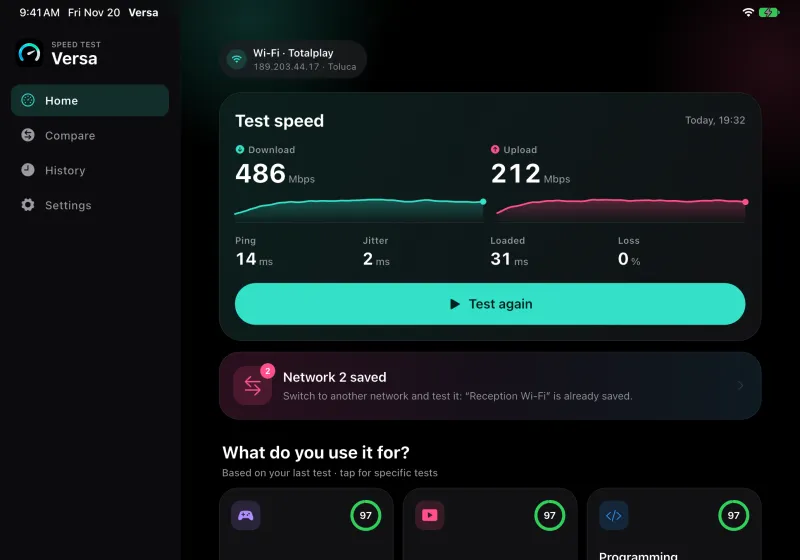 9:41 AM Fri Nov 20 Versa
SPEED TEST
Versa
Home
Compare
History
Settings
Wi-Fi · Totalplay
189.203.44.17 · Toluca
Test speed
Today, 19:32
Download
486 Mbps
Upload
212 Mbps
Ping
14 ms
Jitter
2 ms
Loaded
31 ms
Loss
0 %
Test again
2
Network 2 saved
Switch to another network and test it: "Reception Wi-Fi" is already saved.
What do you use it for?
Based on your last test · tap for specific tests
97
97
97
Programming